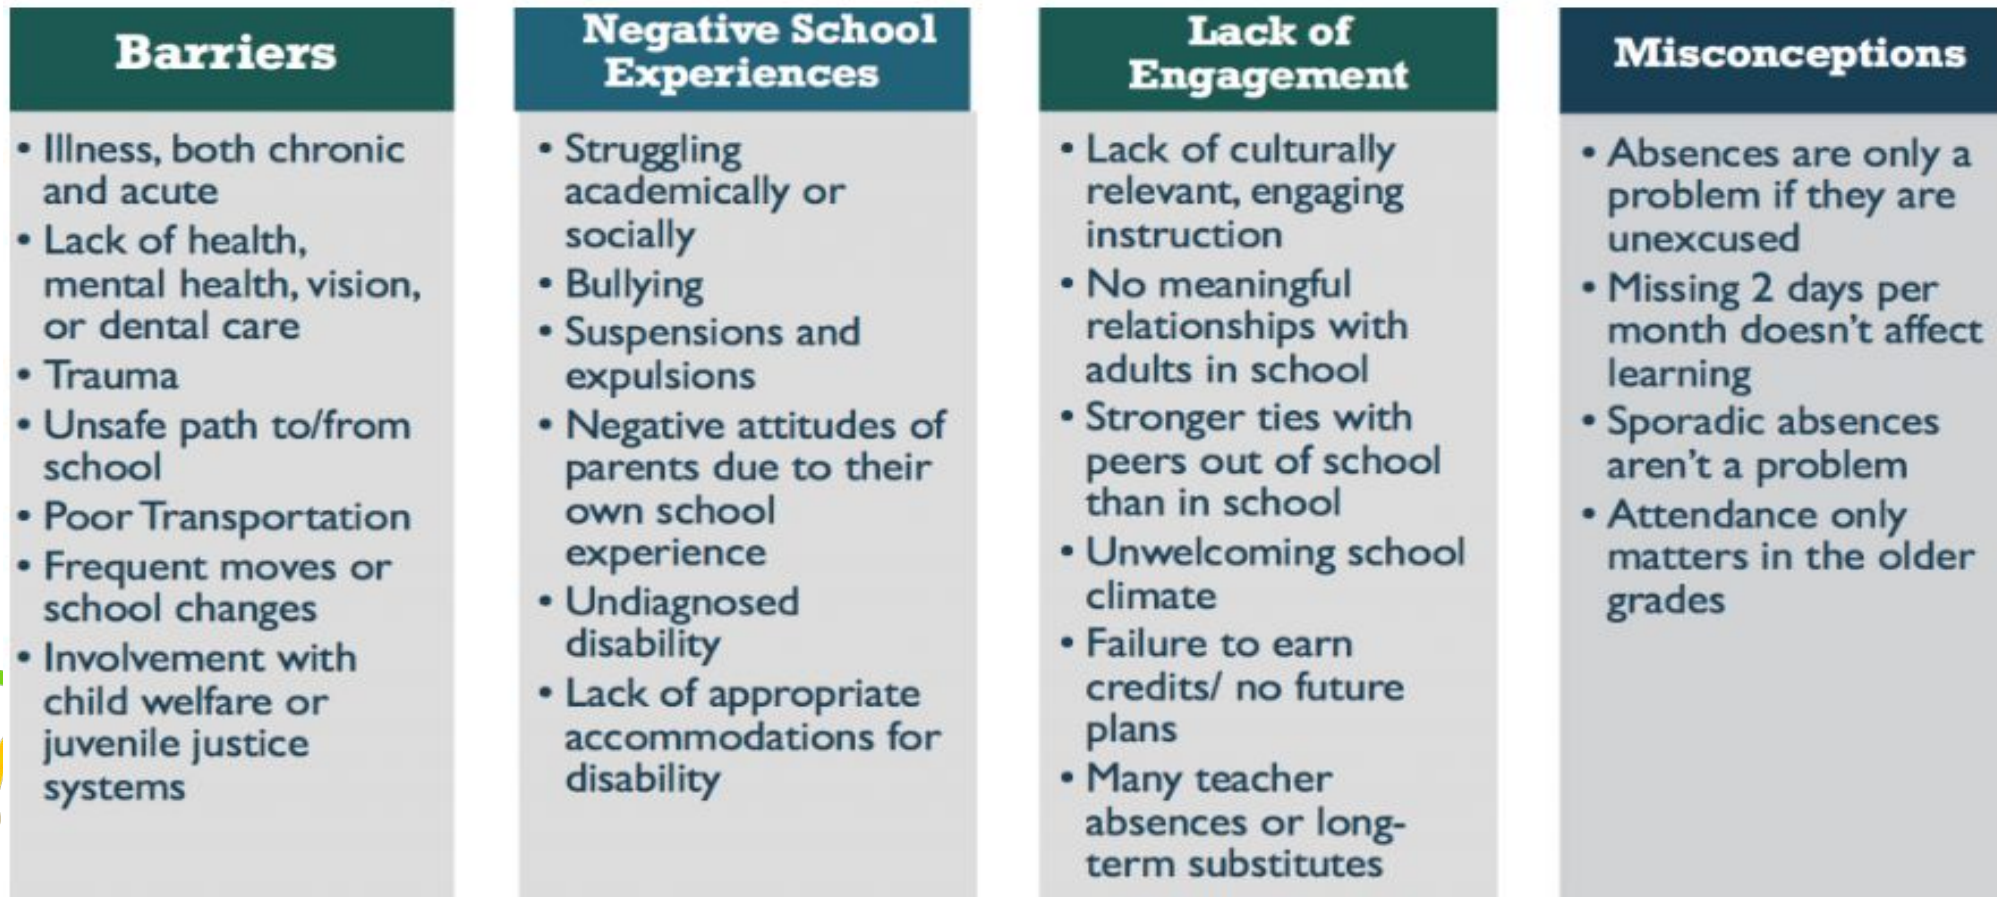 Barriers
• Illness, both chronic
and acute
• Lack of health,
mental health, vision,
or dental care
• Trauma
• Unsafe path to/from
school
• Poor Transportation
• Frequent moves or
school changes
• Involvement with
child welfare or
juvenile justice
systems
Negative School
Experiences
• Struggling
academically or
socially
• Bullying
• Suspensions and
expulsions
• Negative attitudes of
parents due to their
own school
experience
• Undiagnosed
disability
• Lack of appropriate
accommodations for
disability
Lack of
Engagement
• Lack of culturally
relevant, engaging
instruction
• No meaningful
relationships with
adults in school
• Stronger ties with
peers out of school
than in school
• Unwelcoming school
climate
• Failure to earn
credits/ no future
plans
• Many teacher
absences or long-
term substitutes
Misconceptions
• Absences are only a
problem if they are
unexcused
• Missing 2 days per
month doesn't affect
learning
• Sporadic absences
aren't a problem
• Attendance only
matters in the older
grades